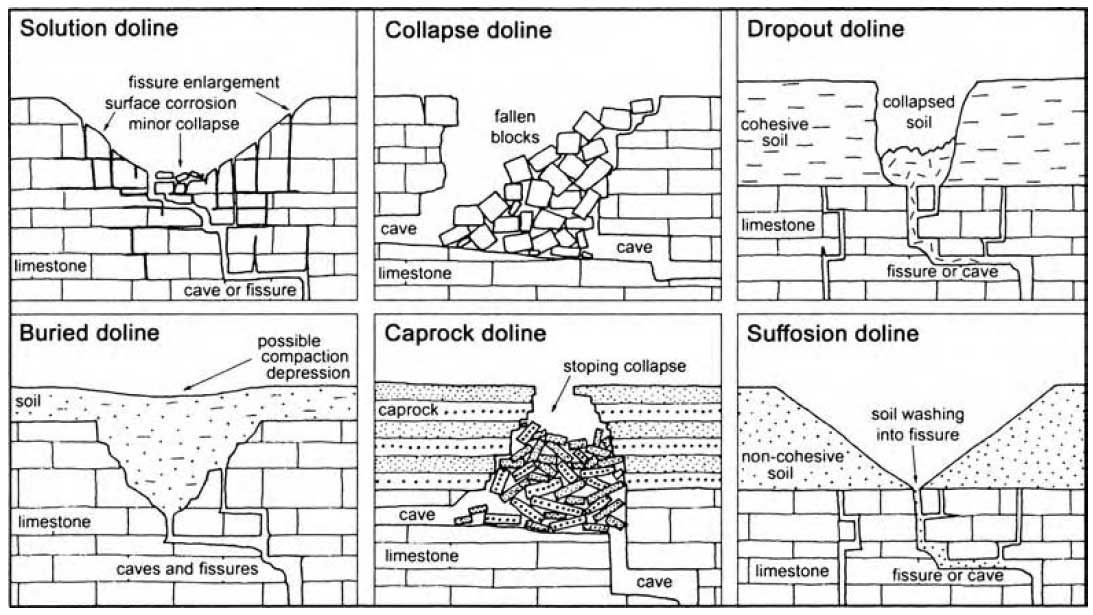 Solution doline
fissure enlargement
surface corrosion
minor collapse
limestone
cave or fissure
Collapse doline
fallen
blocks
cave
cave
limestone
Dropout doline
collapsed
soil
cohesive
soil
limestone
fissure or cave
Buried doline
possible
compaction
depression
soil
limestone
caves and fissures
Caprock doline
stoping collapse
caprock
cave
limestone
cave
Suffosion doline
soil washing
into fissure
non-cohesive
soil
limestone
fissure or cave